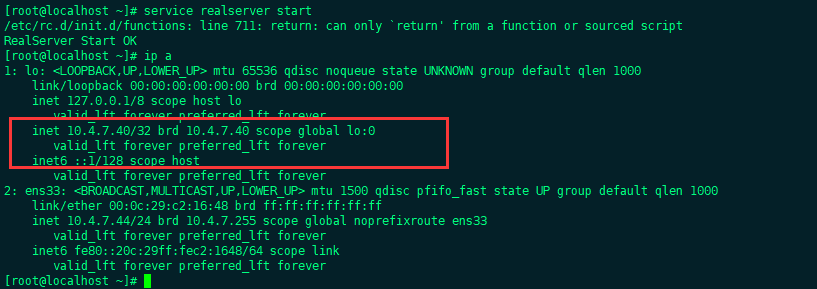 [root@localhost ~]# service realserver start
/etc/rc.d/init.d/functions: line 711: return: can only `return' from a function or sourced script
RealServer Start OK
[root@localhost ~]# ip a
1: lo: <LOOPBACK,UP,LOWER_UP> mtu 65536 qdisc noqueue state UNKNOWN group default qlen 1000
    link/loopback 00:00:00:00:00:00 brd 00:00:00:00:00:00
    inet 127.0.0.1/8 scope host lo
       valid_lft forever preferred_lft forever
    inet 10.4.7.40/32 brd 10.4.7.40 scope global lo:0
       valid_lft forever preferred_lft forever
    inet6 ::1/128 scope host
       valid_lft forever preferred_lft forever
2: ens33: <BROADCAST,MULTICAST,UP,LOWER_UP> mtu 1500 qdisc pfifo_fast state UP group default qlen 1000
    link/ether 00:0c:29:c2:16:48 brd ff:ff:ff:ff:ff:ff
    inet 10.4.7.44/24 brd 10.4.7.255 scope global noprefixroute ens33
       valid_lft forever preferred_lft forever
    inet6 fe80::20c:29ff:fec2:1648/64 scope link
       valid_lft forever preferred_lft forever
[root@localhost ~]#